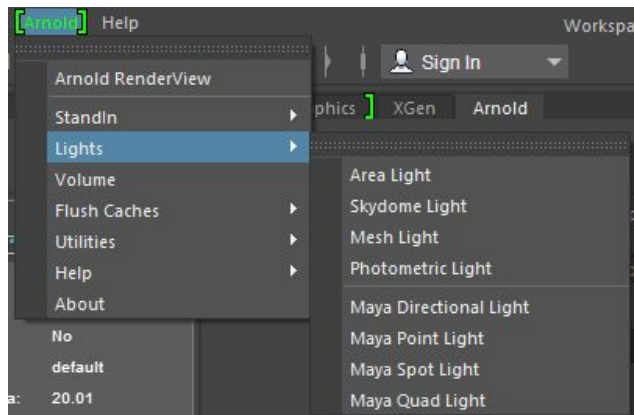 Arnold Help
Workspa
Sign In
Arnold RenderView
phics XGen Arnold
StandIn
Lights
Volume
Flush Caches
Utilities
Help
About
Area Light
Skydome Light
Mesh Light
Photometric Light
Maya Directional Light
Maya Point Light
Maya Spot Light
Maya Quad Light
No
default
a: 20.01